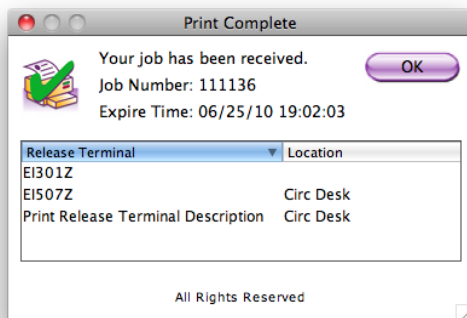 Print Complete
Your job has been received.
OK
Job Number: 111136
Expire Time: 06/25/10 19:02:03
Release Terminal Location
EI301Z
EI507Z Circ Desk
Print Release Terminal Description Circ Desk
All Rights Reserved